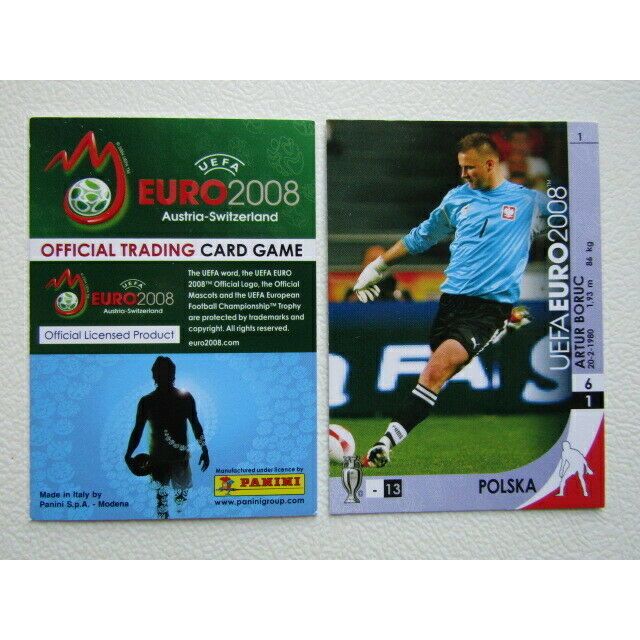 UEFA
EURO2008
Austria-Switzerland
OFFICIAL TRADING CARD GAME
UEFA
EURO2008
Austria-Switzerland
Official Licensed Product
The UEFA word, the UEFA EURO
2008™ Official Logo, the Official
Mascots and the UEFA European
Football Championship™ Trophy
are protected by trademarks and
copyright. All rights reserved.
euro2008.com
Manufactured under licence by
PANINI
www.paninigroup.com
Made in Italy by
Panini S.p.A. - Modena
1
UEFAEURO2008™
ARTUR BORUC
20-2-1980 1,93 m 86 kg
6
1
1
- 13
POLSKA